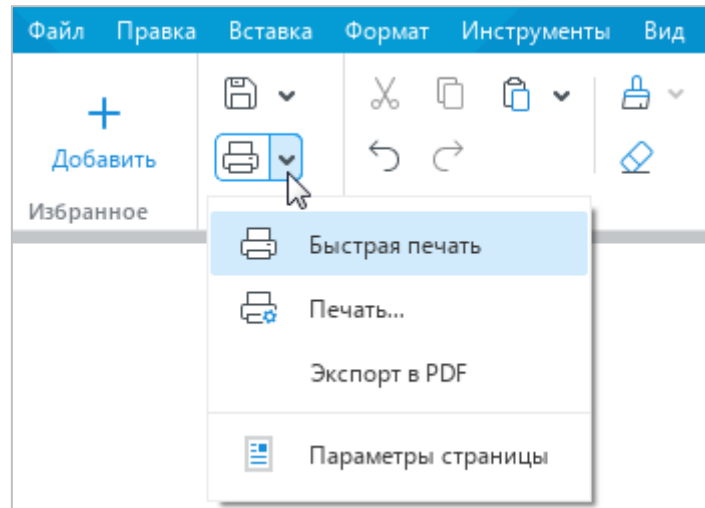 Файл Правка Вставка Формат Инструменты Вид
Добавить
Избранное
Быстрая печать
Печать...
Экспорт в PDF
Параметры страницы